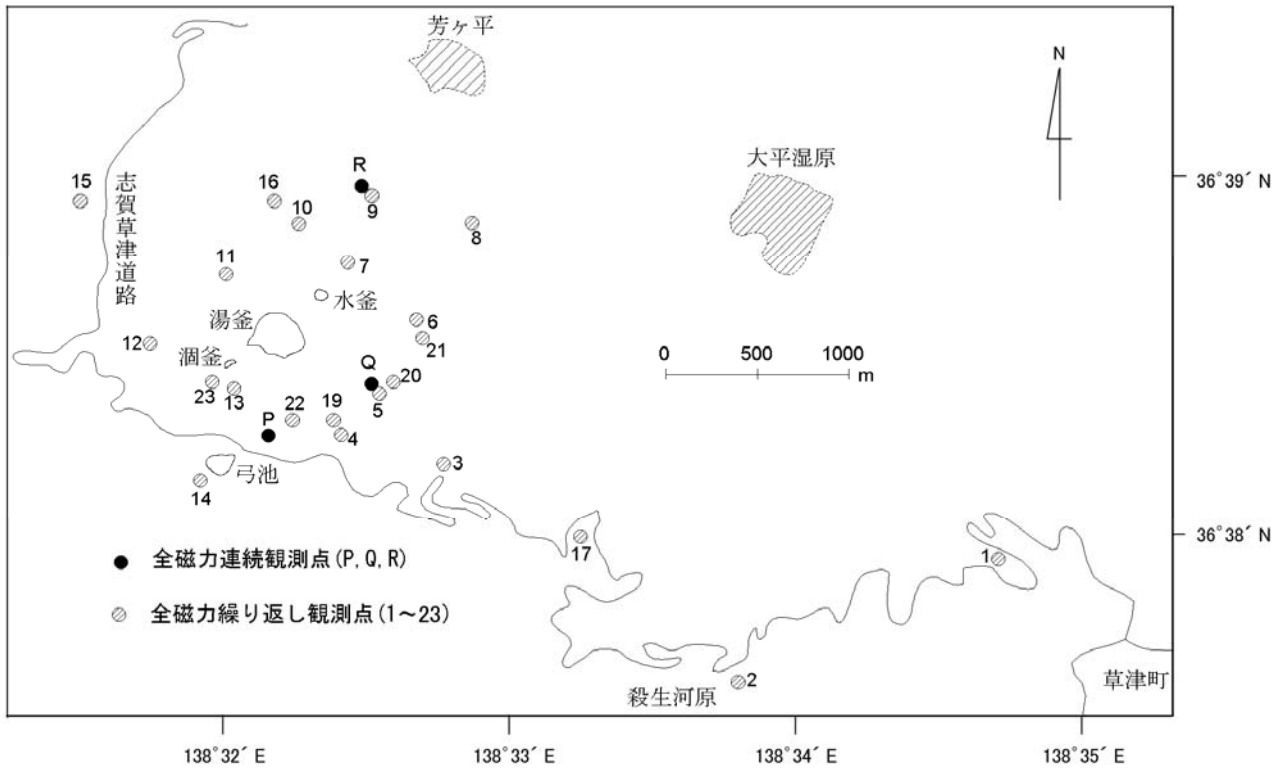 芳ヶ平
N
大平湿原
R
36°39′ N
15
志賀草津道路
16
9
10
8
11
7
水釜
湯釜
6
12
21
涸釜
0 500 1000
m
Q
20
23
13
5
22
19
P
4
3
弓池
14
36°38′ N
17
1
全磁力連続観測点(P, Q, R)
全磁力繰り返し観測点(1～23)
殺生河原
2
草津町
138°32′ E
138°33′ E
138°34′ E
138°35′ E